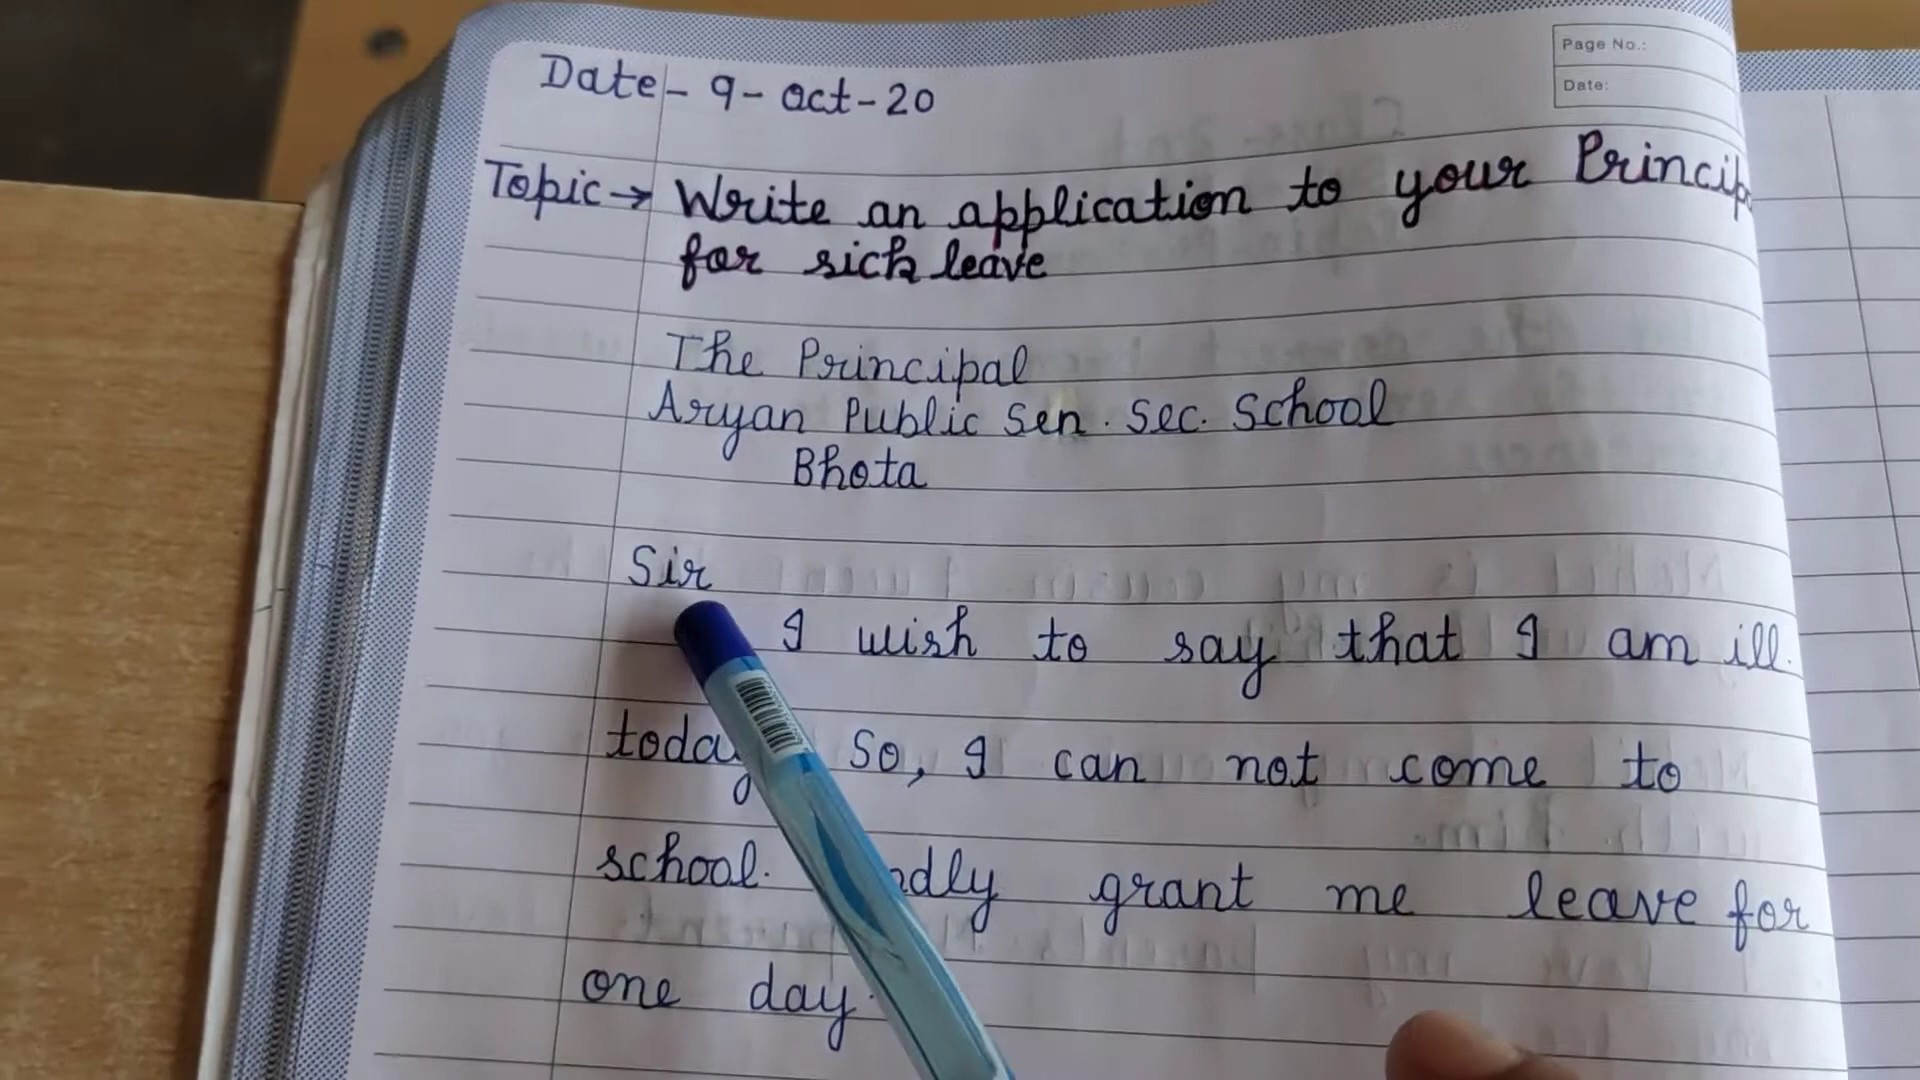 Page No.:
Date:
Date - 9 - Oct - 20
Topic → Write an application to your
for sick leave
The Principal
Aryan Public Sen. Sec. School
Bhota
Sir
I wish to say that I am ill.
today So, I can not come to
school. grant me leave for
one day.